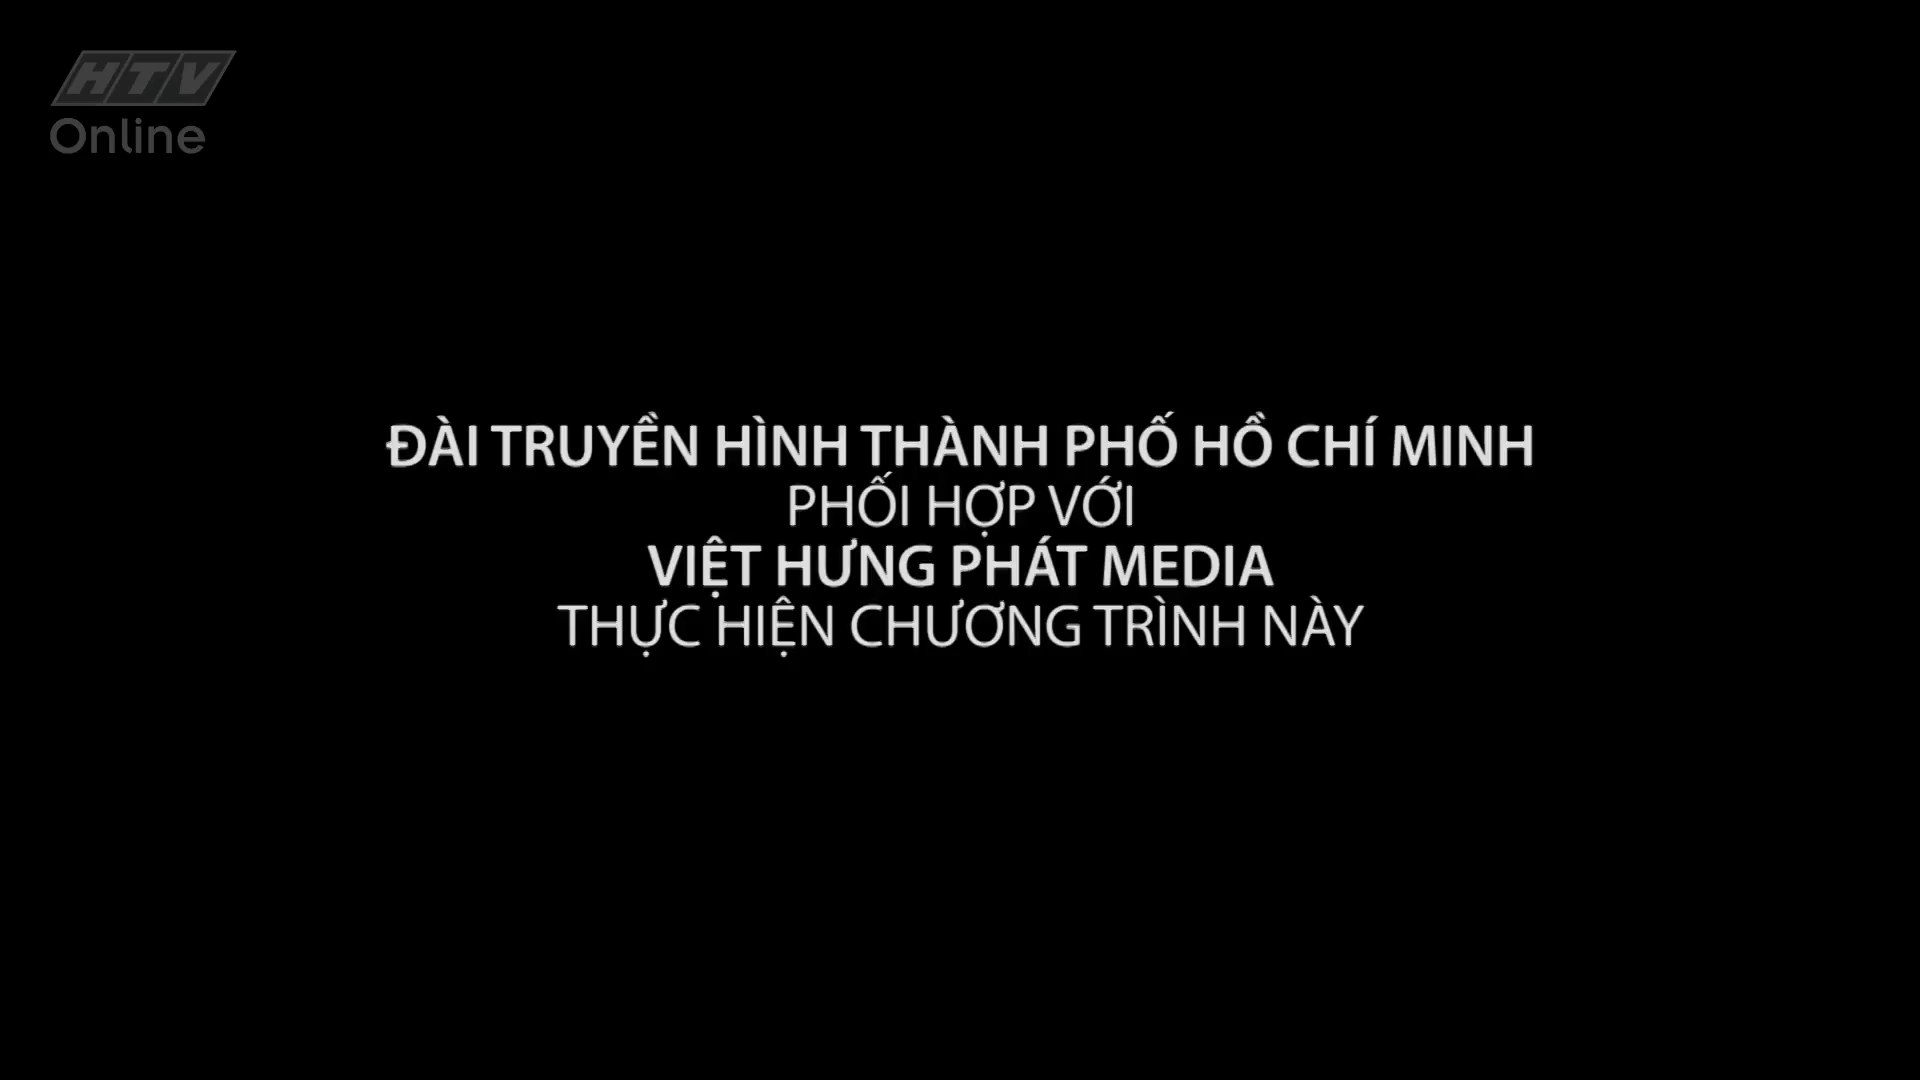 HTV
Online
ĐÀI TRUYỀN HÌNH THÀNH PHỐ HỒ CHÍ MINH
PHỐI HỢP VỚI
VIỆT HƯNG PHÁT MEDIA
THỰC HIỆN CHƯƠNG TRÌNH NÀY